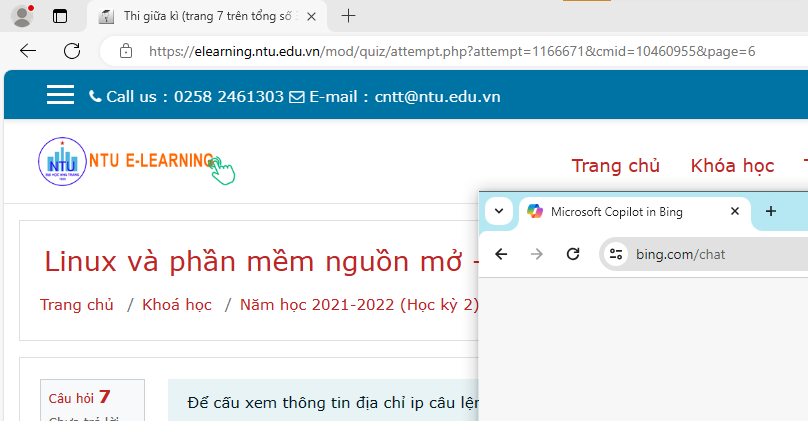 Thi giữa kì (trang 7 trên tổng số
https://elearning.ntu.edu.vn/mod/quiz/attempt.php?attempt=1166671&cmid=10460955&page=6
Call us : 0258 2461303 E-mail : cntt@ntu.edu.vn
NTU
NTU E-LEARNING
Trang chủ Khóa học
Microsoft Copilot in Bing
bing.com/chat
Linux và phần mềm nguồn mở -
Trang chủ / Khoá học / Năm học 2021-2022 (Học kỳ 2)
Câu hỏi 7
Chưa trả lời
Để cấu xem thông tin địa chỉ ip câu lện